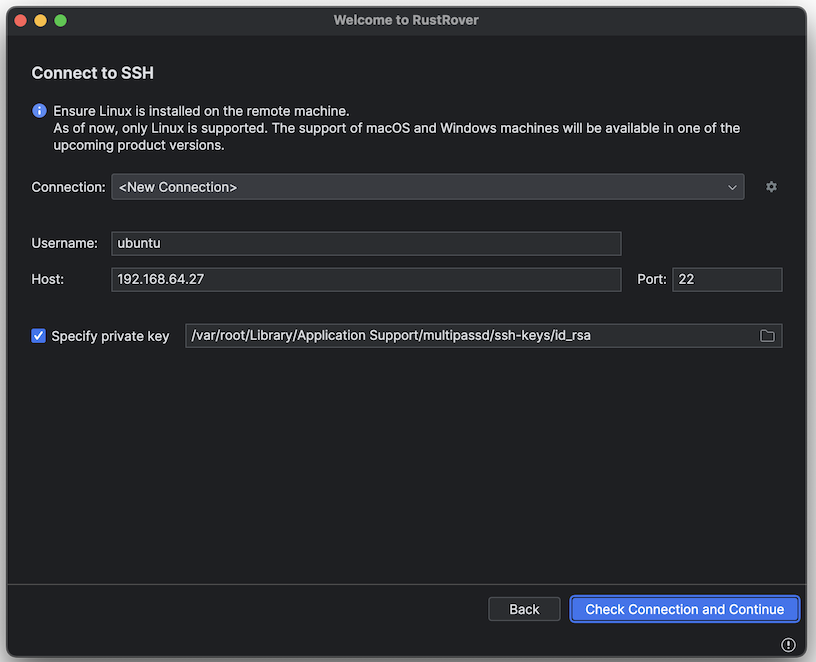 Welcome to RustRover
Connect to SSH
Ensure Linux is installed on the remote machine.
As of now, only Linux is supported. The support of macOS and Windows machines will be available in one of the
upcoming product versions.
Connection: <New Connection>
Username: ubuntu
Host: 192.168.64.27 Port: 22
Specify private key /var/root/Library/Application Support/multipassd/ssh-keys/id_rsa
Back Check Connection and Continue